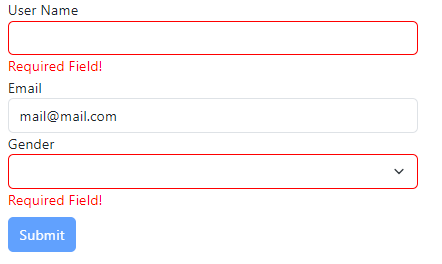 User Name
Required Field!
Email
mail@mail.com
Gender
Required Field!
Submit